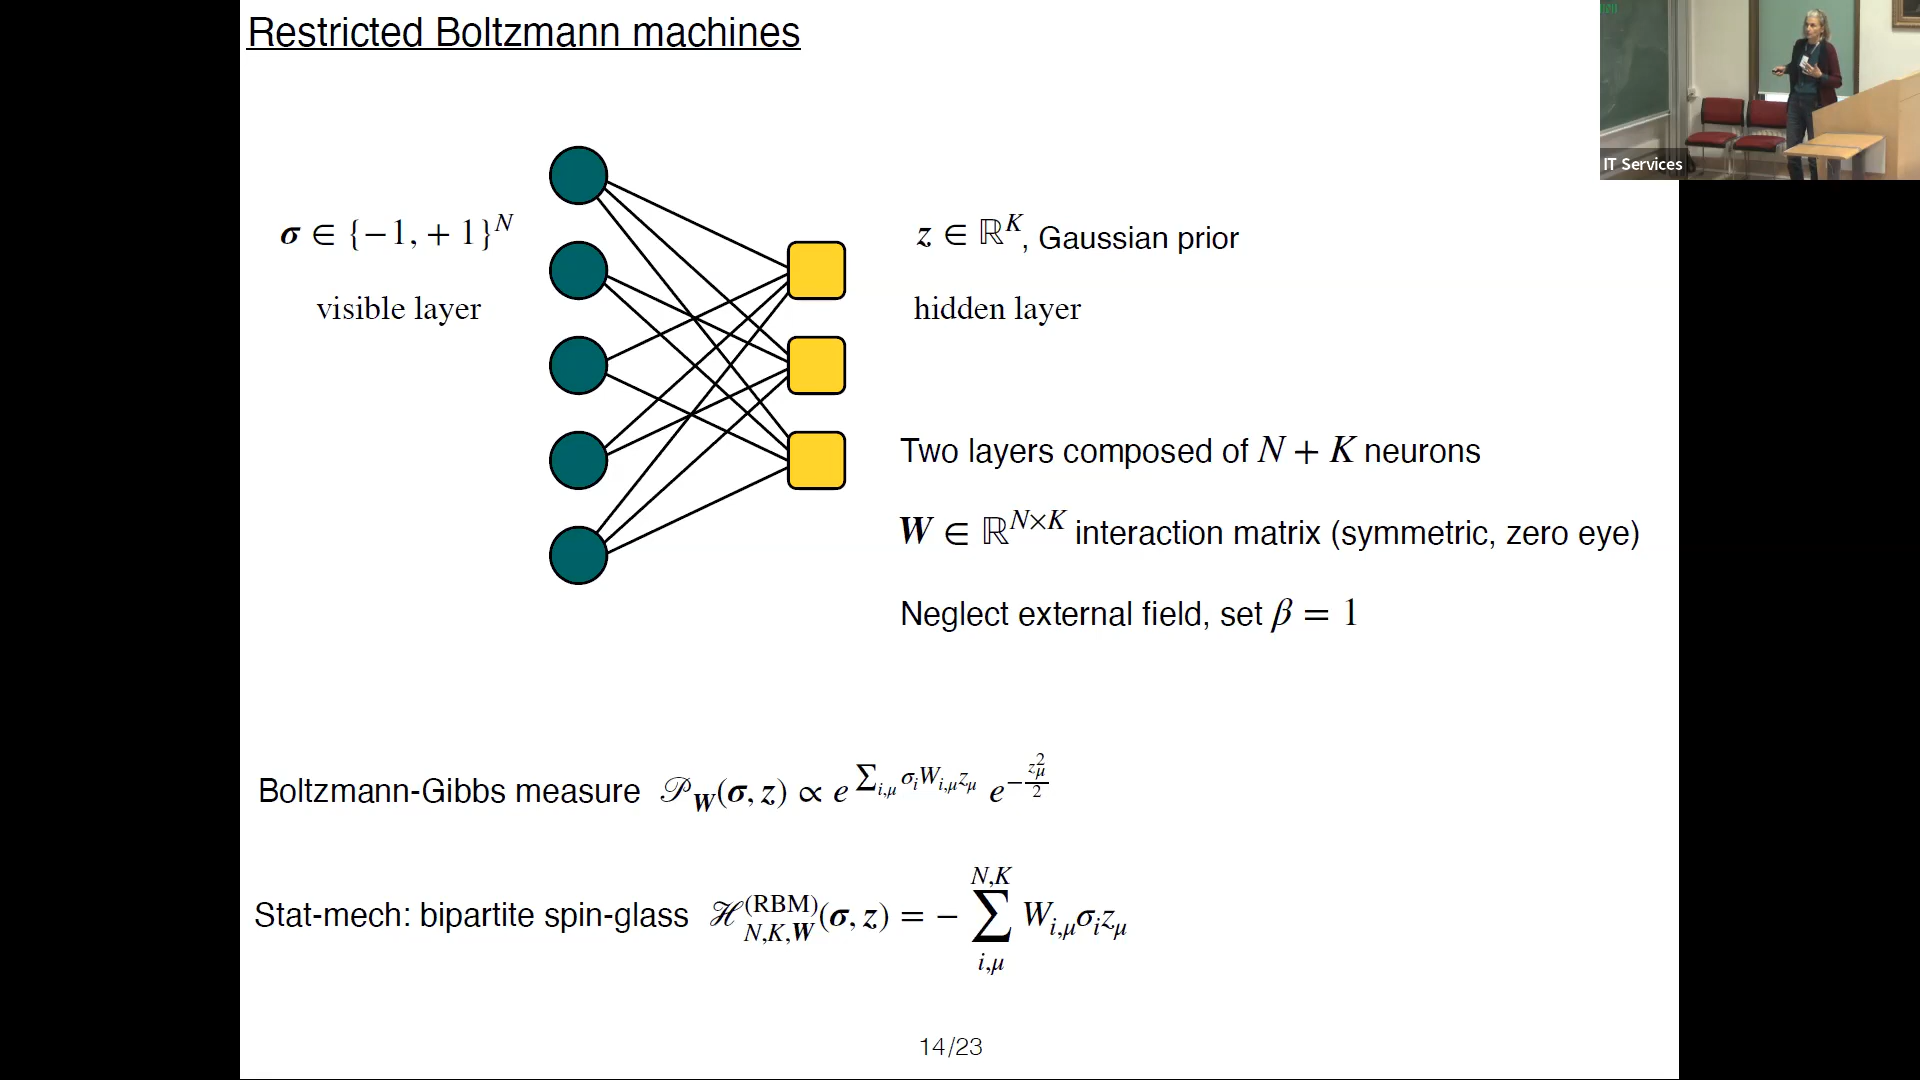 Restricted Boltzmann machines
IT Services
σ ∈ {−1, + 1}^N
z ∈ ℝ^K, Gaussian prior
visible layer
hidden layer
Two layers composed of N + K neurons
W ∈ ℝ^{N×K} interaction matrix (symmetric, zero eye)
Neglect external field, set β = 1
Boltzmann-Gibbs measure 𝒫_W(σ, z) ∝ e^{∑_{i,μ} σ_i W_{i,μ} z_μ} e^{−z_μ^2/2}
Stat-mech: bipartite spin-glass ℋ^{(RBM)}_{N,K,W}(σ, z) = − ∑_{i,μ}^{N,K} W_{i,μ}σ_i z_μ
14/23